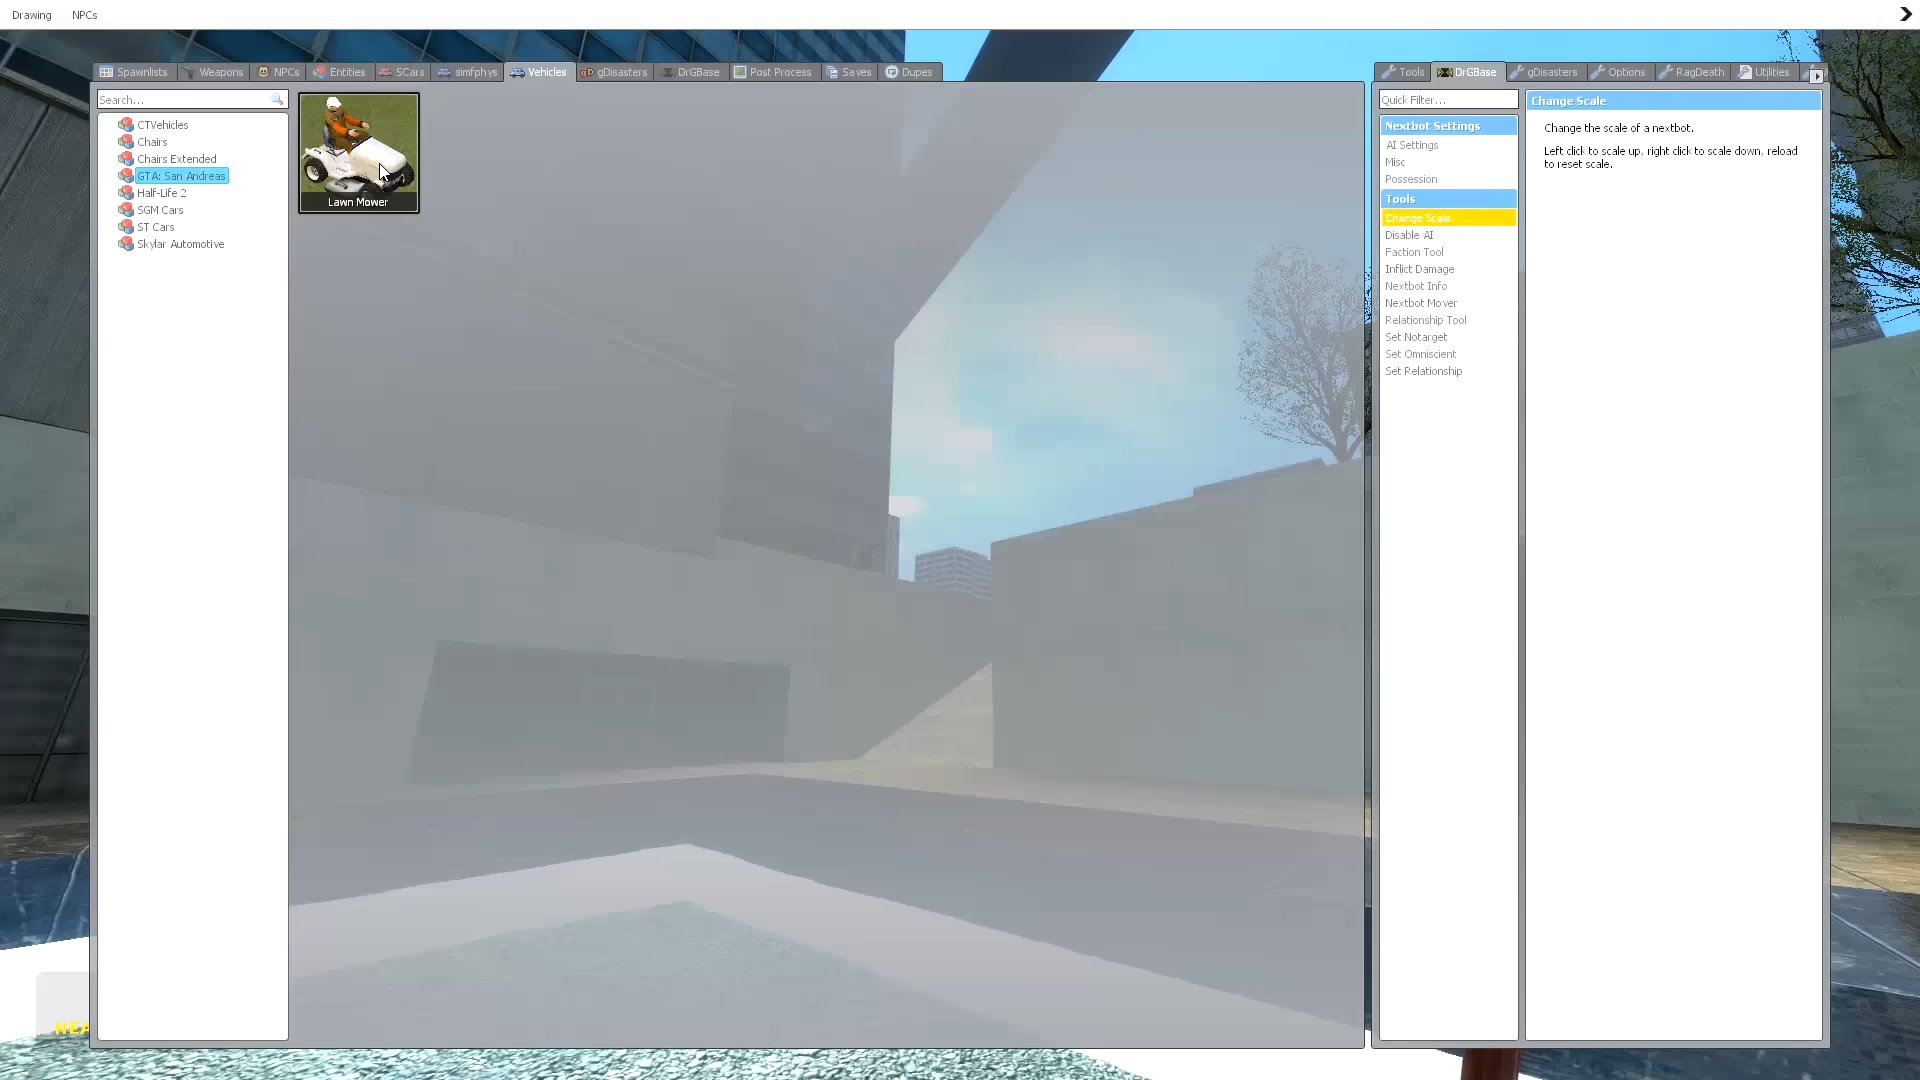 Drawing NPCs
Spawnlists Weapons NPCs Entities SCars simfphys Vehicles gDisasters DrGBase Post Process Saves Dupes
Search...
CTVehicles
Chairs
Chairs Extended
GTA: San Andreas
Half-Life 2
SGM Cars
ST Cars
Skylar Automotive
Lawn Mower
Tools DrGBase gDisasters Options RagDeath Utilities
Quick Filter...
Nextbot Settings
AI Settings
Misc
Possession
Tools
Change Scale
Disable AI
Faction Tool
Inflict Damage
Nextbot Info
Nextbot Mover
Relationship Tool
Set Notarget
Set Omniscient
Set Relationship
Change Scale
Change the scale of a nextbot.
Left click to scale up, right click to scale down, reload
to reset scale.